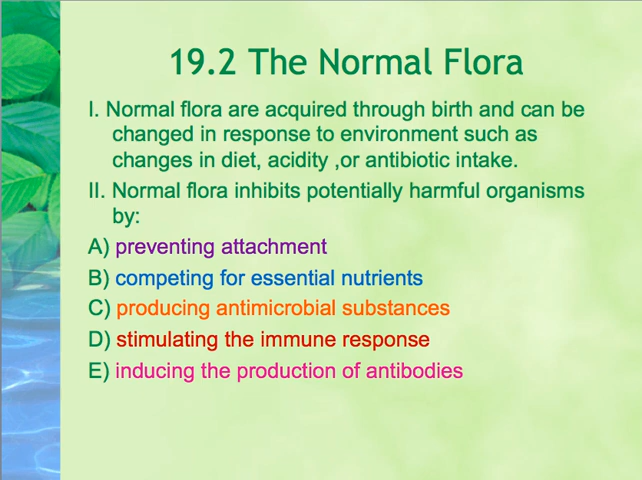 19.2 The Normal Flora
I. Normal flora are acquired through birth and can be
changed in response to environment such as
changes in diet, acidity ,or antibiotic intake.
II. Normal flora inhibits potentially harmful organisms
by:
A) preventing attachment
B) competing for essential nutrients
C) producing antimicrobial substances
D) stimulating the immune response
E) inducing the production of antibodies